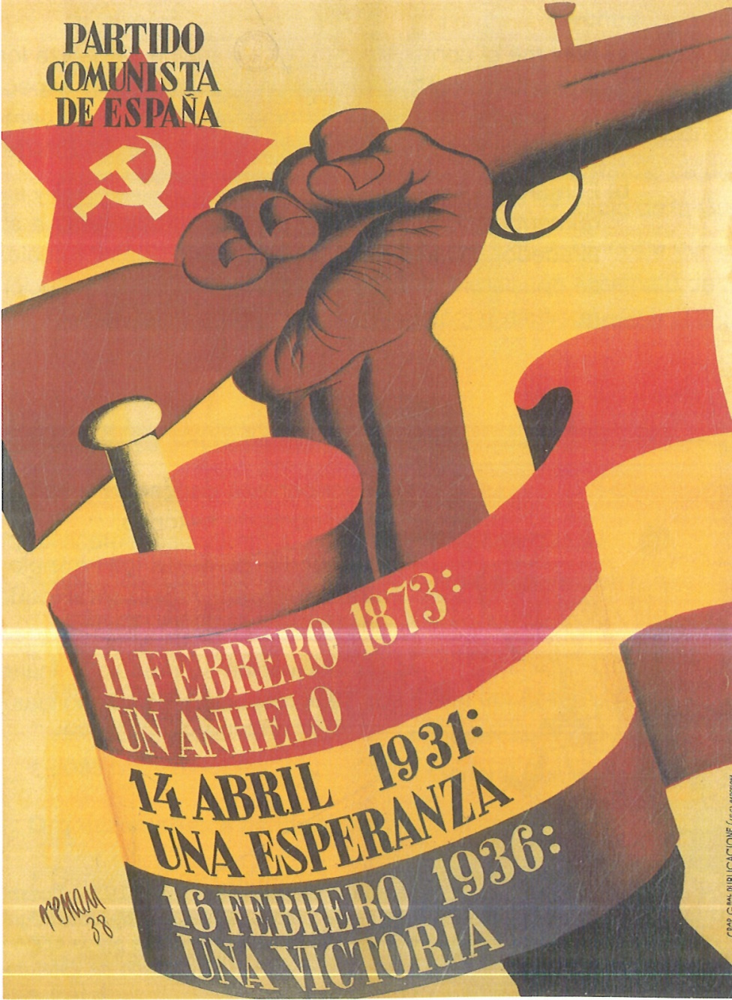 PARTIDO
COMUNISTA
DE ESPAÑA
11 FEBRERO 1873:
UN ANHELO
14 ABRIL 1931:
UNA ESPERANZA
16 FEBRERO 1936:
UNA VICTORIA
renau
38